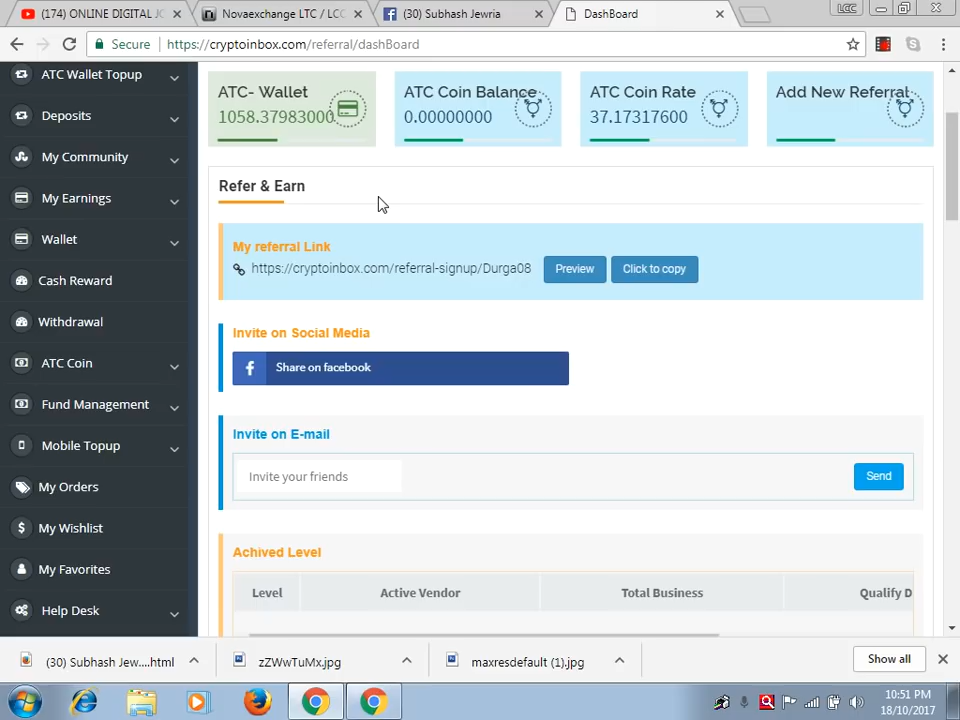 (174) ONLINE DIGITAL JO
Novaexchange LTC / LCC
(30) Subhash Jewria
DashBoard
LCC
Secure
https://cryptoinbox.com/referral/dashBoard
ATC Wallet Topup
Deposits
My Community
My Earnings
Wallet
Cash Reward
Withdrawal
ATC Coin
Fund Management
Mobile Topup
My Orders
My Wishlist
My Favorites
Help Desk
ATC- Wallet
1058.37983000
ATC Coin Balance
0.00000000
ATC Coin Rate
37.17317600
Add New Referral
Refer & Earn
My referral Link
https://cryptoinbox.com/referral-signup/Durga08
Preview
Click to copy
Invite on Social Media
Share on facebook
Invite on E-mail
Invite your friends
Send
Achived Level
Level Active Vendor Total Business Qualify D
(30) Subhash Jew....html
zZWwTuMx.jpg
maxresdefault (1).jpg
Show all
10:51 PM
18/10/2017